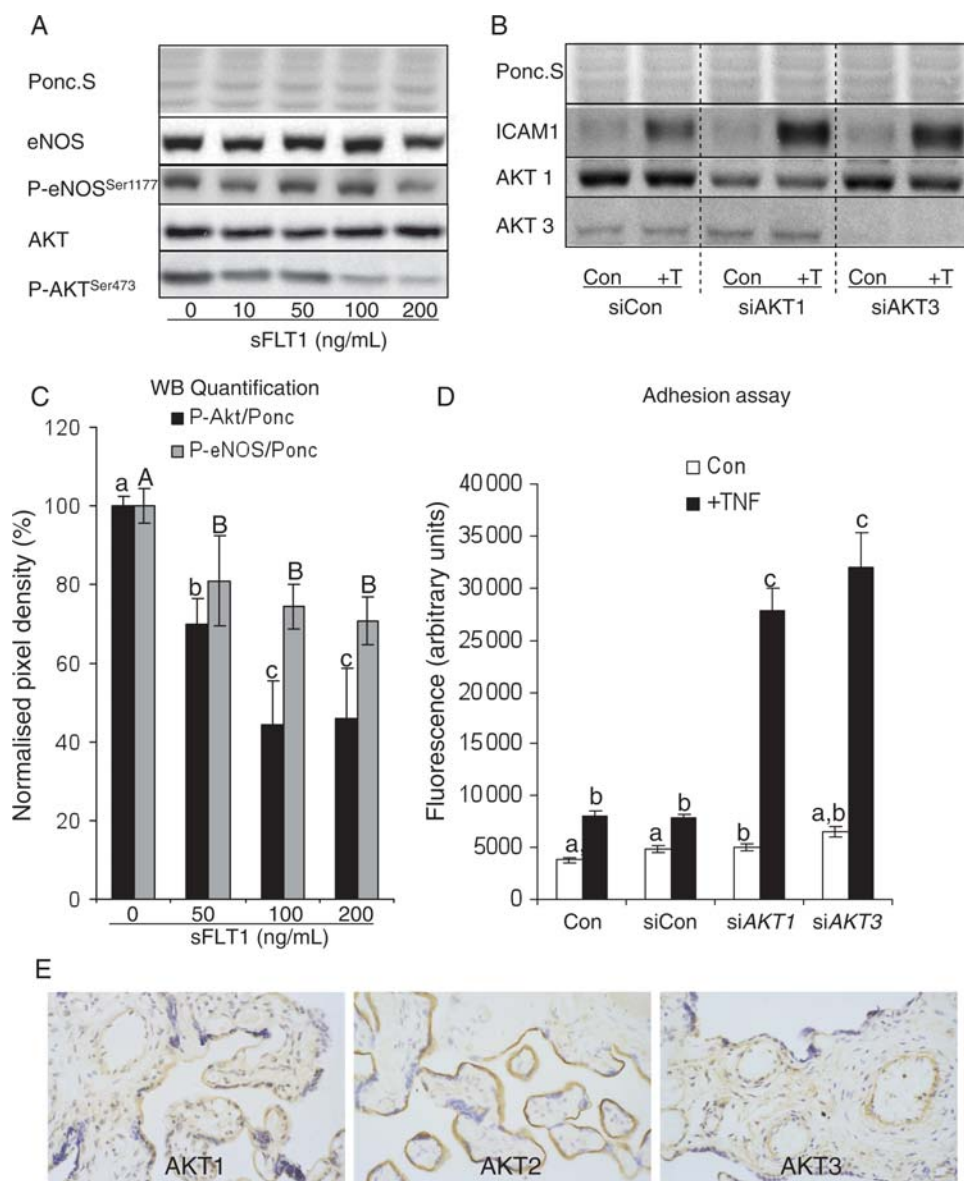 A
Ponc.S
eNOS
P-eNOS^Ser1177
AKT
P-AKT^Ser473
0 10 50 100 200
sFLT1 (ng/mL)
B
Ponc.S
ICAM1
AKT 1
AKT 3
Con +T Con +T Con +T
siCon siAKT1 siAKT3
C
WB Quantification
P-Akt/Ponc
P-eNOS/Ponc
Normalised pixel density (%)
120
100
80
60
40
20
0
a A
b B
c B
c B
0 50 100 200
sFLT1 (ng/mL)
D
Adhesion assay
Con
+TNF
Fluorescence (arbitrary units)
40 000
35 000
30 000
25 000
20 000
15 000
10 000
5000
0
a, b
a b
b c
a,b c
Con siCon siAKT1 siAKT3
E
AKT1 AKT2 AKT3